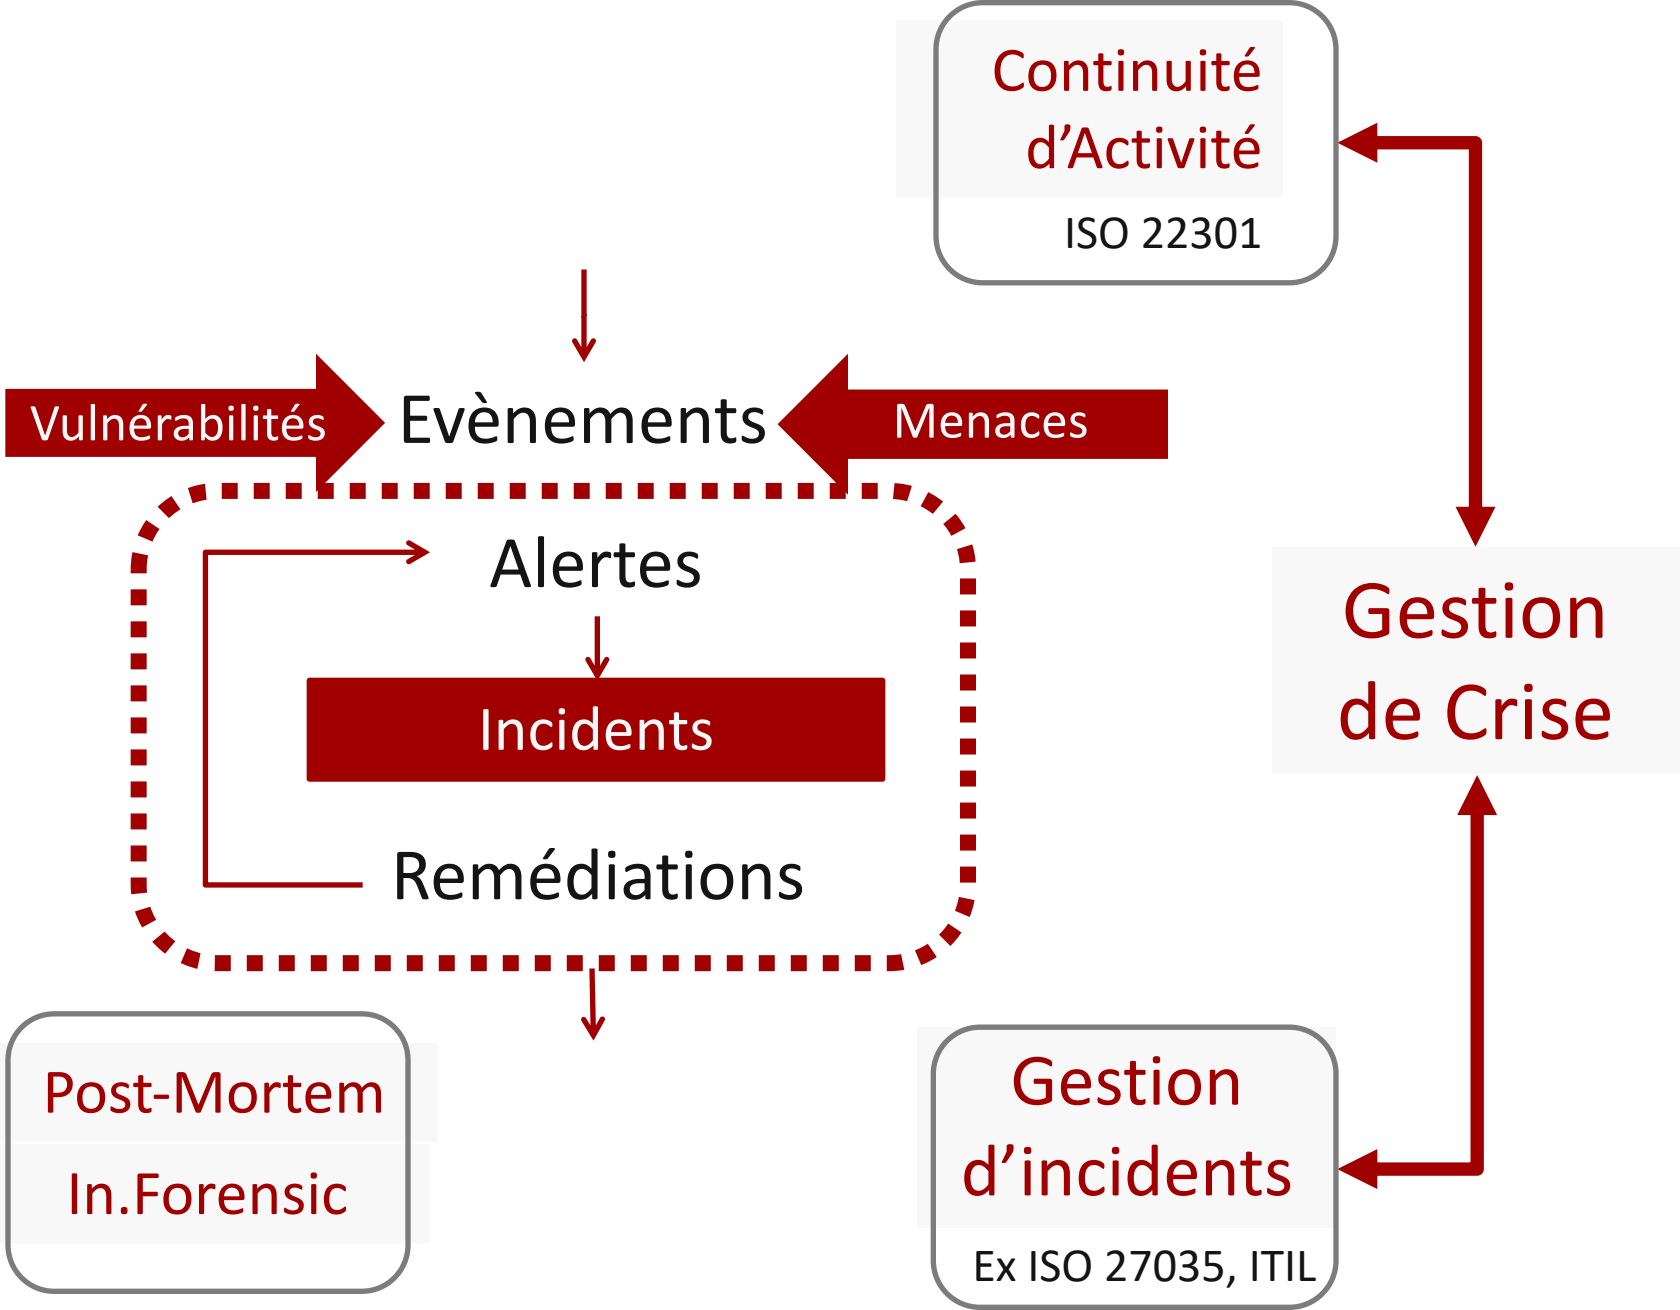 Continuité
d’Activité
ISO 22301
Vulnérabilités
Evènements
Menaces
Alertes
Incidents
Remédiations
Gestion
de Crise
Post-Mortem
In.Forensic
Gestion
d’incidents
Ex ISO 27035, ITIL